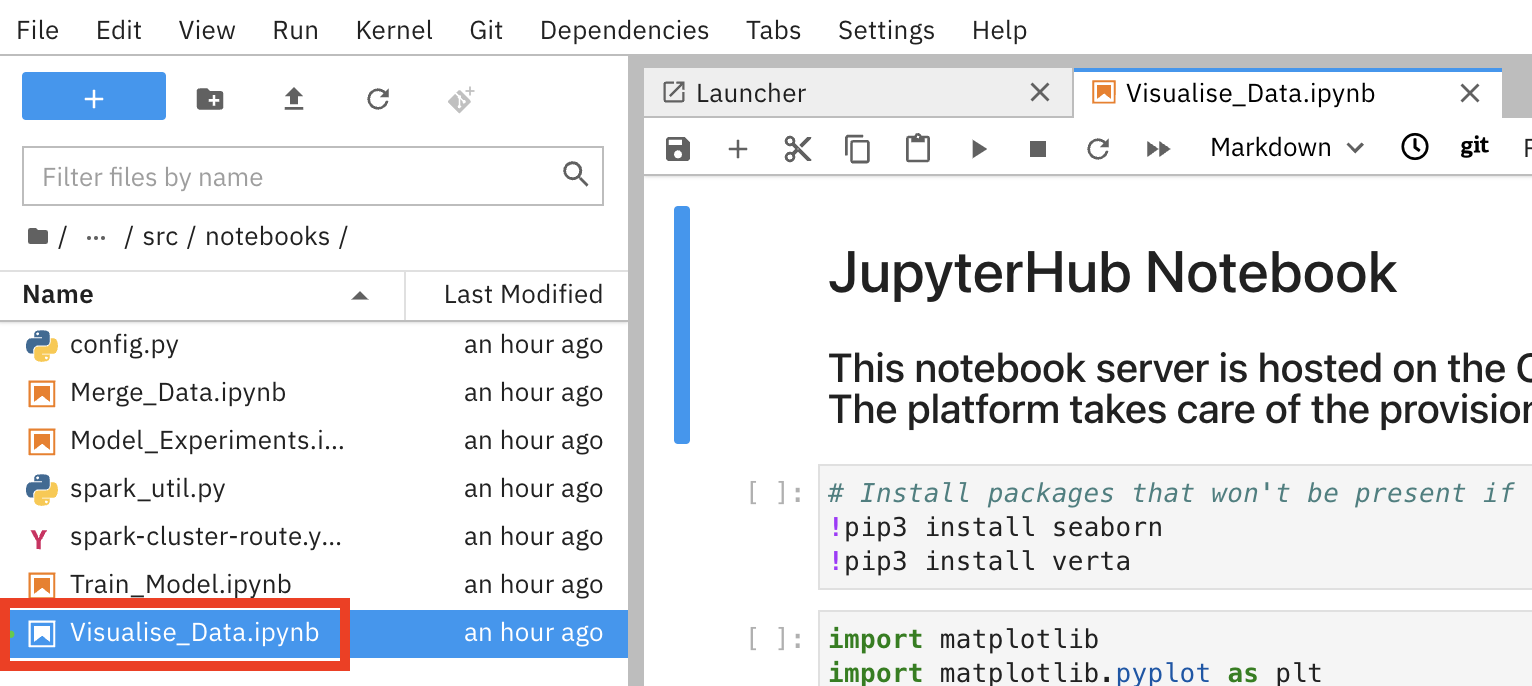 File Edit View Run Kernel Git Dependencies Tabs Settings Help
Launcher Visualise_Data.ipynb
Markdown git
Filter files by name
/ ... / src / notebooks /
Name Last Modified
config.py an hour ago
Merge_Data.ipynb an hour ago
Model_Experiments.i... an hour ago
spark_util.py an hour ago
spark-cluster-route.y... an hour ago
Train_Model.ipynb an hour ago
Visualise_Data.ipynb an hour ago
JupyterHub Notebook
This notebook server is hosted on the
The platform takes care of the
[ ]: # Install packages that won't be present if
!pip3 install seaborn
!pip3 install verta
[ ]: import matplotlib
import matplotlib.pyplot as plt